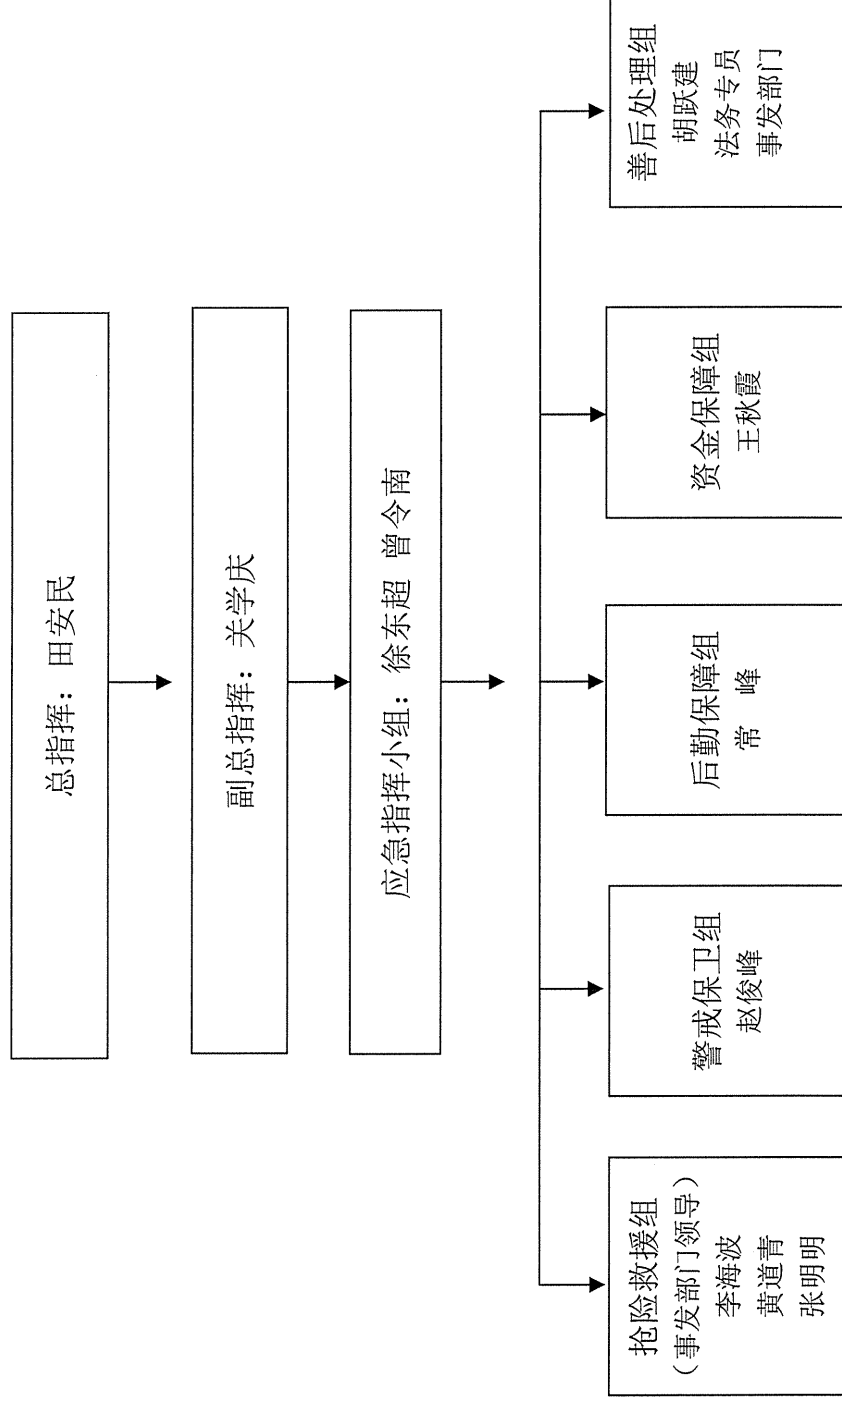 总指挥：田安民
副总指挥：关学庆
应急指挥小组：徐东超 曾令南
抢险救援组
（事发部门领导）
李海波
黄道青
张明明
警戒保卫组
赵俊峰
后勤保障组
常 峰
资金保障组
王秋霞
善后处理组
胡跃建
法务专员
事发部门